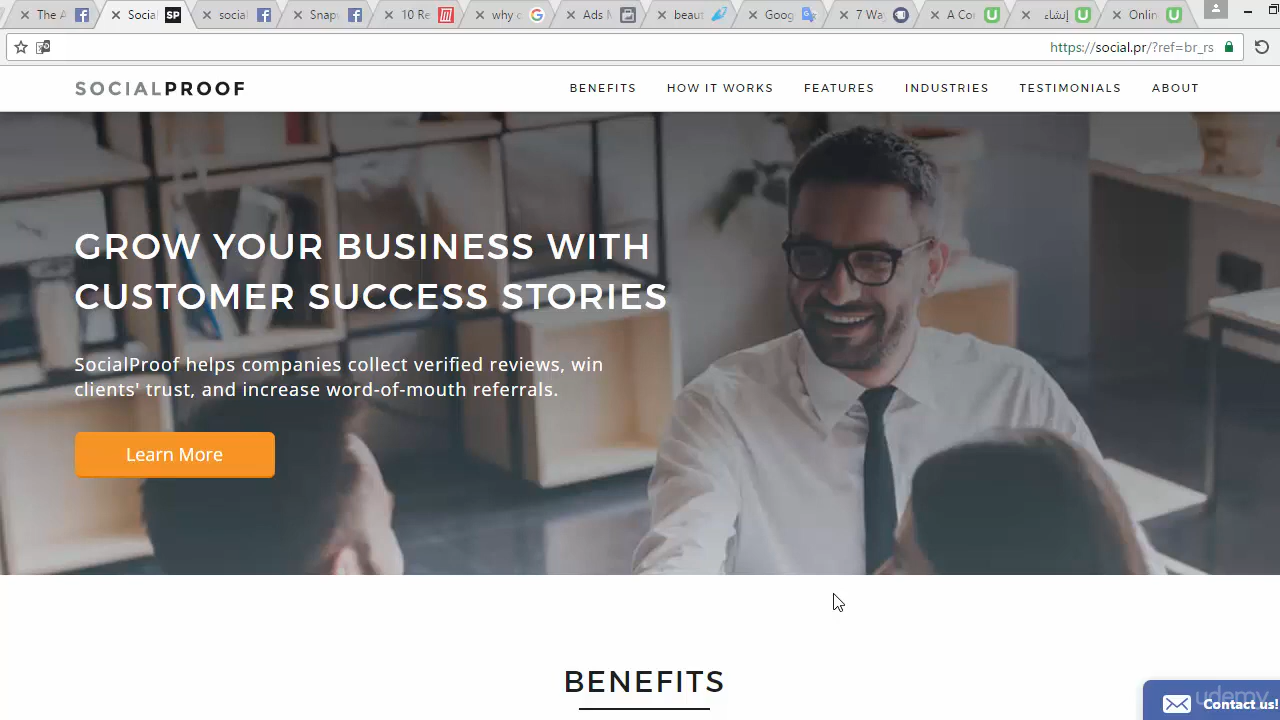 The A
Social
SP
social
Snap
10 Re
why c
Ads
beaut
Goog
7 Wa
A Co
إنشاء
Onlin
https://social.pr/?ref=br_rs
SOCIALPROOF
BENEFITS HOW IT WORKS FEATURES INDUSTRIES TESTIMONIALS ABOUT
GROW YOUR BUSINESS WITH
CUSTOMER SUCCESS STORIES
SocialProof helps companies collect verified reviews, win
clients' trust, and increase word-of-mouth referrals.
Learn More
BENEFITS
udemy
Contact us!